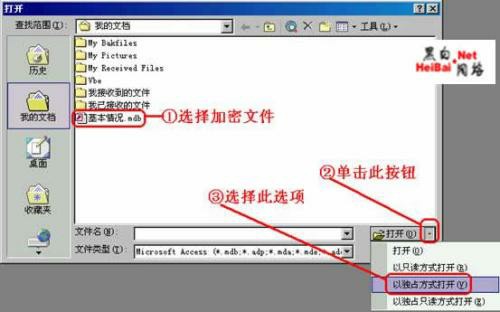 打开
查找范围(I):
我的文档
工具(L)
历史
我的文档
桌面
收藏夹
My Bakfiles
My Pictures
My Received Files
Vbe
我接收到的文件
我已接收的文件
基本情况.mdb
①选择加密文件
②单击此按钮
③选择此选项
文件名(N):
文件类型(T):
Microsoft Access (*.mdb;*.adp;*.mda;*.mde;*.ade
打开(O)
打开(O)
以只读方式打开(R)
以独占方式打开(V)
以独占只读方式打开(E)
黑白.Net
HeiBai网络